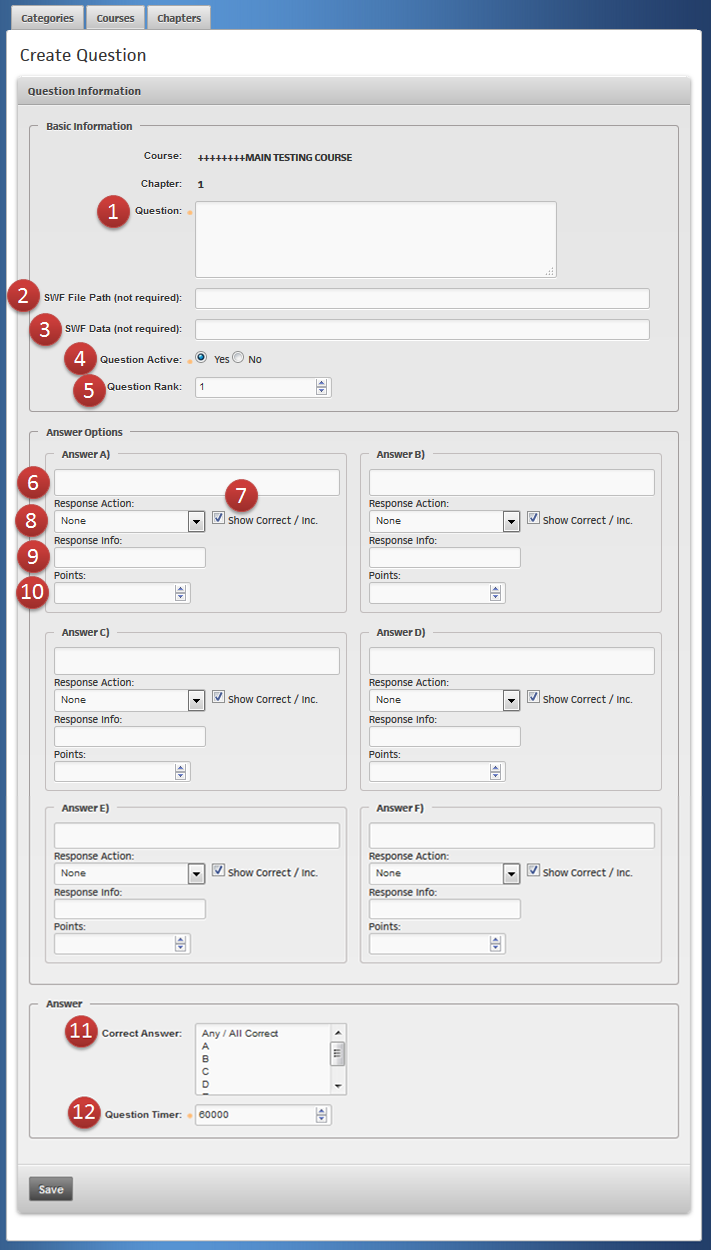 Categories Courses Chapters
Create Question
Question Information
Basic Information
Course: ++++++++MAIN TESTING COURSE
Chapter: 1
1 Question:
2 SWF File Path (not required):
3 SWF Data (not required):
4 Question Active: Yes No
5 Question Rank: 1
Answer Options
Answer A)
6
Response Action: 7
8 None Show Correct / Inc.
Response Info:
9
Points:
10
Answer B)
Response Action:
None Show Correct / Inc.
Response Info:
Points:
Answer C)
Response Action:
None Show Correct / Inc.
Response Info:
Points:
Answer D)
Response Action:
None Show Correct / Inc.
Response Info:
Points:
Answer E)
Response Action:
None Show Correct / Inc.
Response Info:
Points:
Answer F)
Response Action:
None Show Correct / Inc.
Response Info:
Points:
Answer
11 Correct Answer: Any / All Correct
A
B
C
D
12 Question Timer: 60000
Save